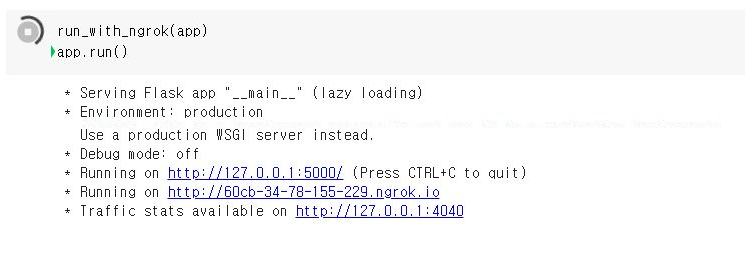 run_with_ngrok(app)
app.run()
* Serving Flask app "__main__" (lazy loading)
* Environment: production
Use a production WSGI server instead.
* Debug mode: off
* Running on http://127.0.0.1:5000/ (Press CTRL+C to quit)
* Running on http://60cb-34-78-155-229.ngrok.io
* Traffic stats available on http://127.0.0.1:4040